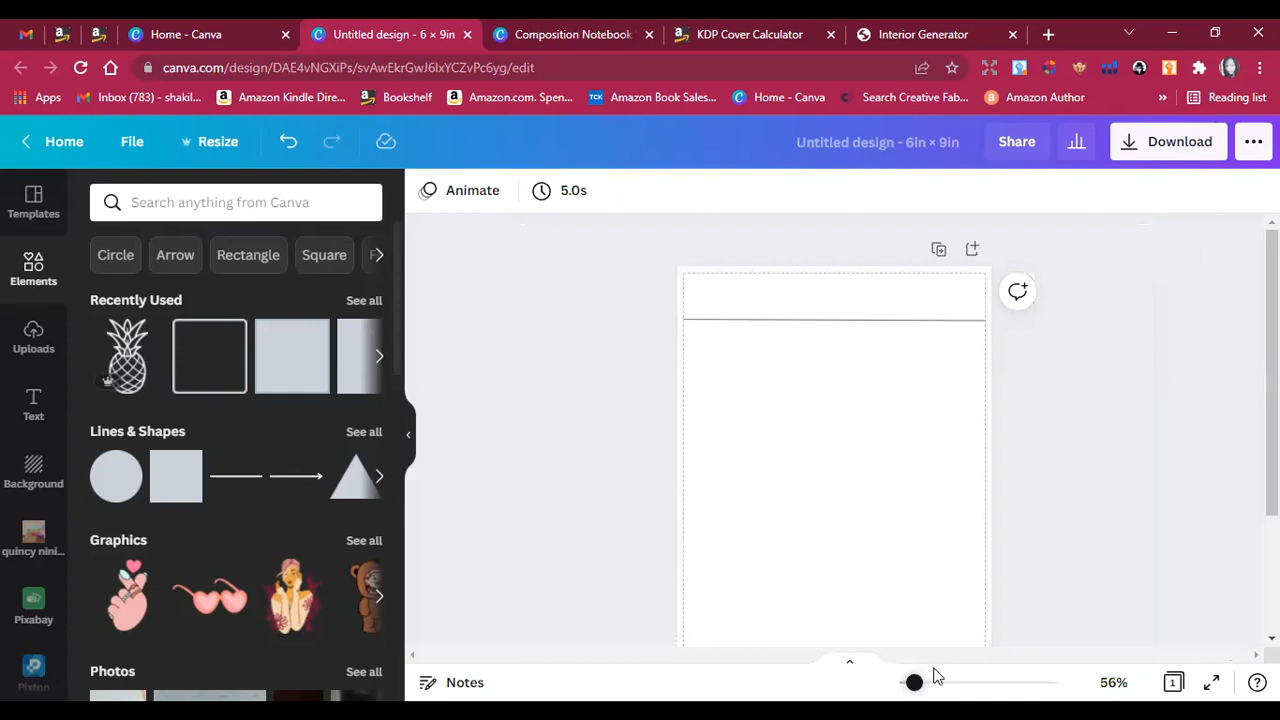 Home - Canva
Untitled design - 6 × 9in
Composition Notebook
KDP Cover Calculator
Interior Generator
canva.com/design/DAE4vNGXiPs/svAwEkrGwJ6lxYCZvPc6yg/edit
Apps
Inbox (783) - shakil...
Amazon Kindle Dire...
Bookshelf
Amazon.com. Spen...
TCK
Amazon Book Sales...
Home - Canva
Search Creative Fab...
Amazon Author
Reading list
Home
File
Resize
Untitled design - 6in × 9in
Share
Download
Templates
Search anything from Canva
Animate
5.0s
Elements
Circle
Arrow
Rectangle
Square
F
Recently Used
See all
Uploads
Text
Lines & Shapes
See all
Background
Graphics
See all
quincy nini...
Pixabay
Photos
See all
Pixton
Notes
56%
1